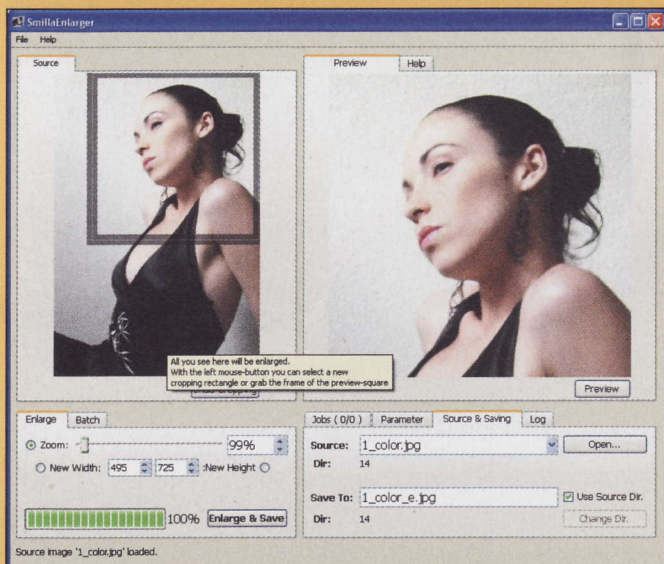 SmillaEnlarger
File Help
Source
Preview Help
All you see here will be enlarged.
With the left mouse-button you can select a new
cropping rectangle or grab the frame of the preview-square
Preview
Enlarge Batch
Zoom: 99%
New Width: 495 725 :New Height
100% Enlarge & Save
Jobs ( 0/0 ) Parameter Source & Saving Log
Source: 1_color.jpg Open...
Dir: 14
Save To: 1_color_e.jpg Use Source Dir.
Dir: 14 Change Dir.
Source image '1_color.jpg' loaded.